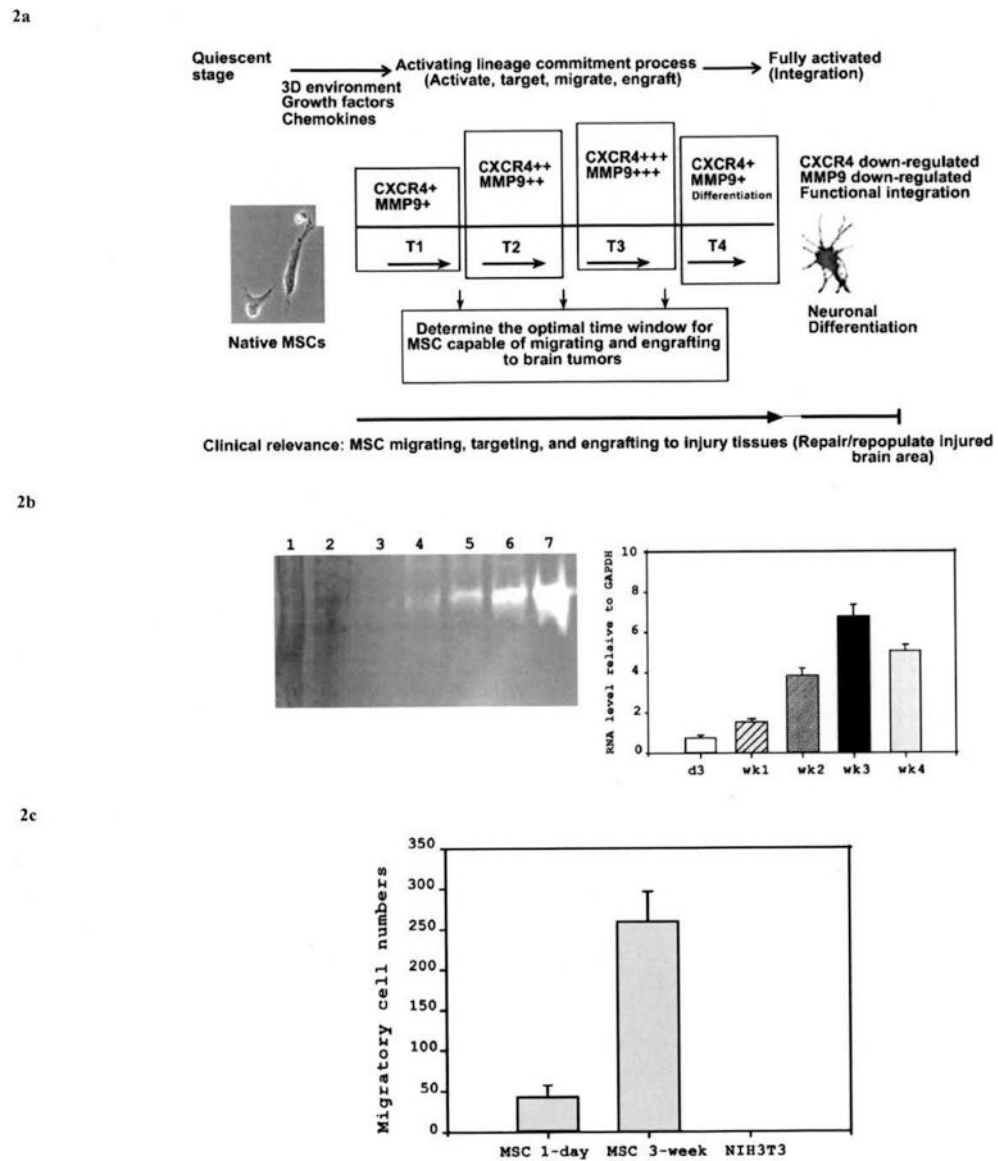 2a
Quiescent
stage
3D environment
Growth factors
Chemokines
Activating lineage commitment process
(Activate, target, migrate, engraft)
Fully activated
(Integration)
CXCR4+
MMP9+
T1
CXCR4++
MMP9++
T2
CXCR4+++
MMP9+++
T3
CXCR4+
MMP9+
Differentiation
T4
CXCR4 down-regulated
MMP9 down-regulated
Functional integration
Native MSCs
Neuronal
Differentiation
Determine the optimal time window for
MSC capable of migrating and engrafting
to brain tumors
Clinical relevance: MSC migrating, targeting, and engrafting to injury tissues (Repair/repopulate injured
brain area)
2b
1 2 3 4 5 6 7
RNA level relaive to GAPDH
10
8
6
4
2
0
d3 wk1 wk2 wk3 wk4
2c
Migratory cell numbers
350
300
250
200
150
100
50
0
MSC 1-day MSC 3-week NIH3T3